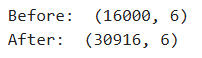 Before:  (16000, 6)
After:  (30916, 6)